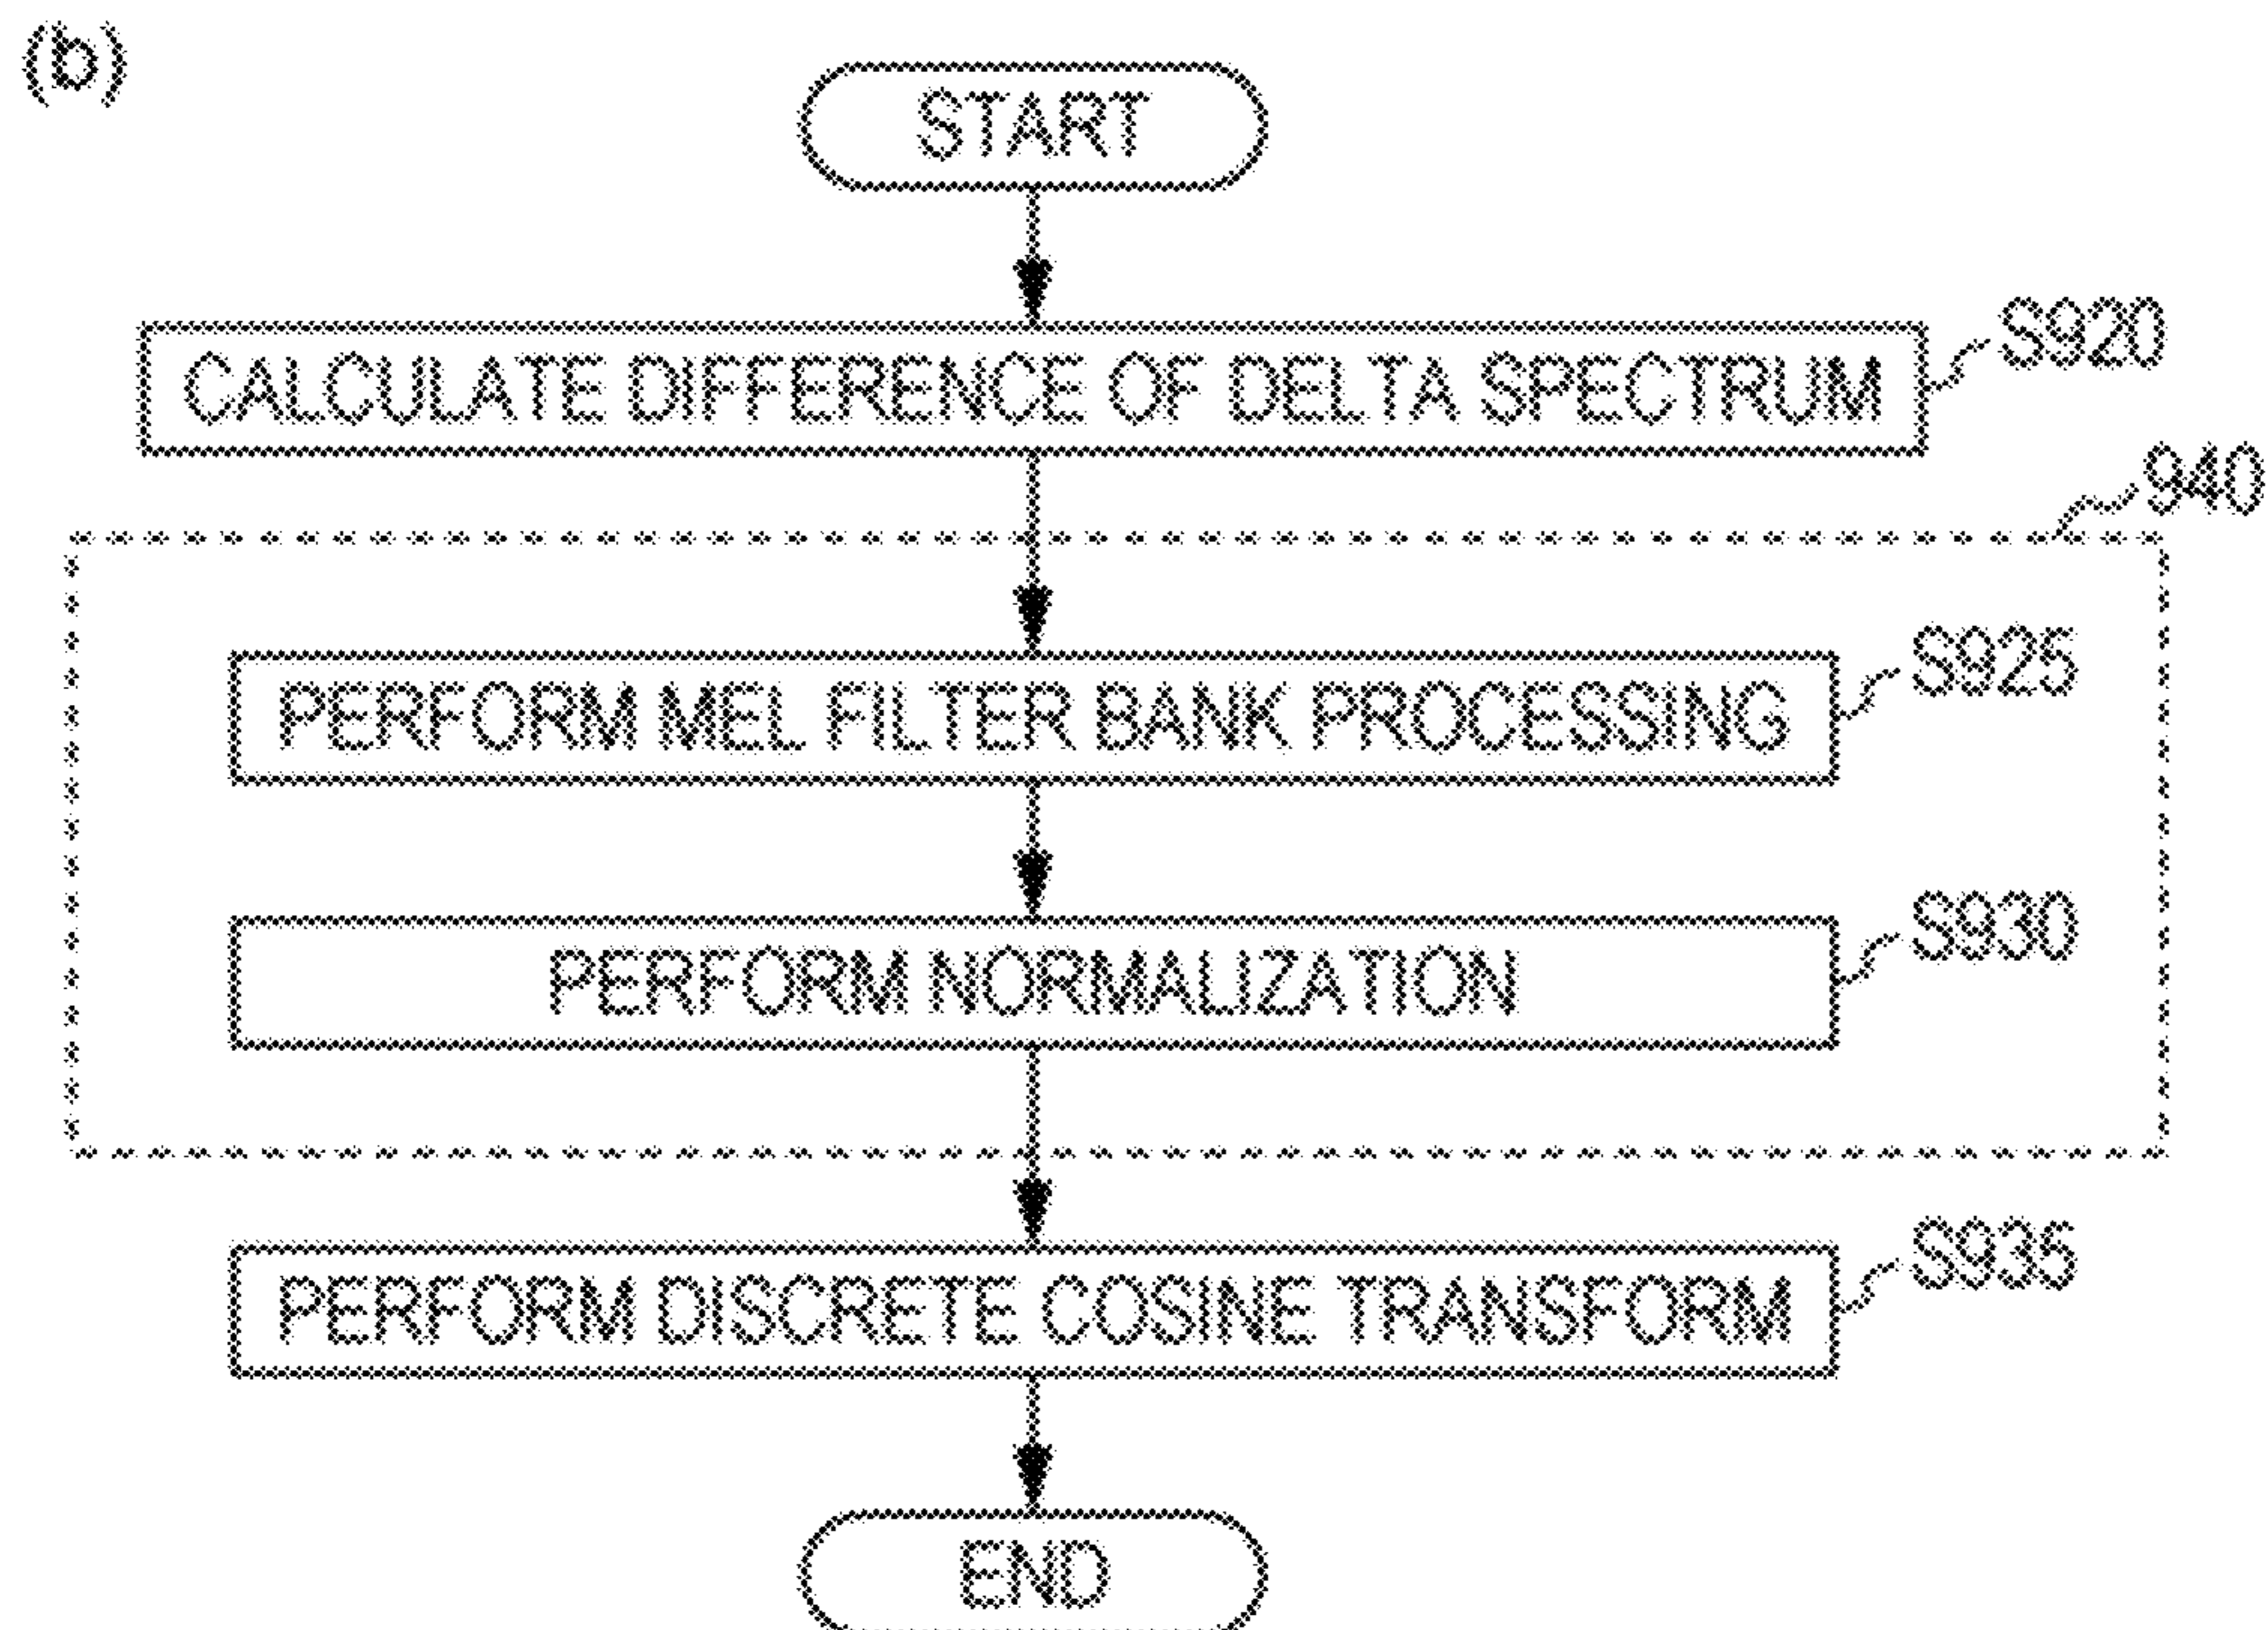 (b)
START
CALCULATE DIFFERENCE OF DELTA SPECTRUM
S920
940
PERFORM MEL FILTER BANK PROCESSING
S925
PERFORM NORMALIZATION
S930
PERFORM DISCRETE COSINE TRANSFORM
S935
END